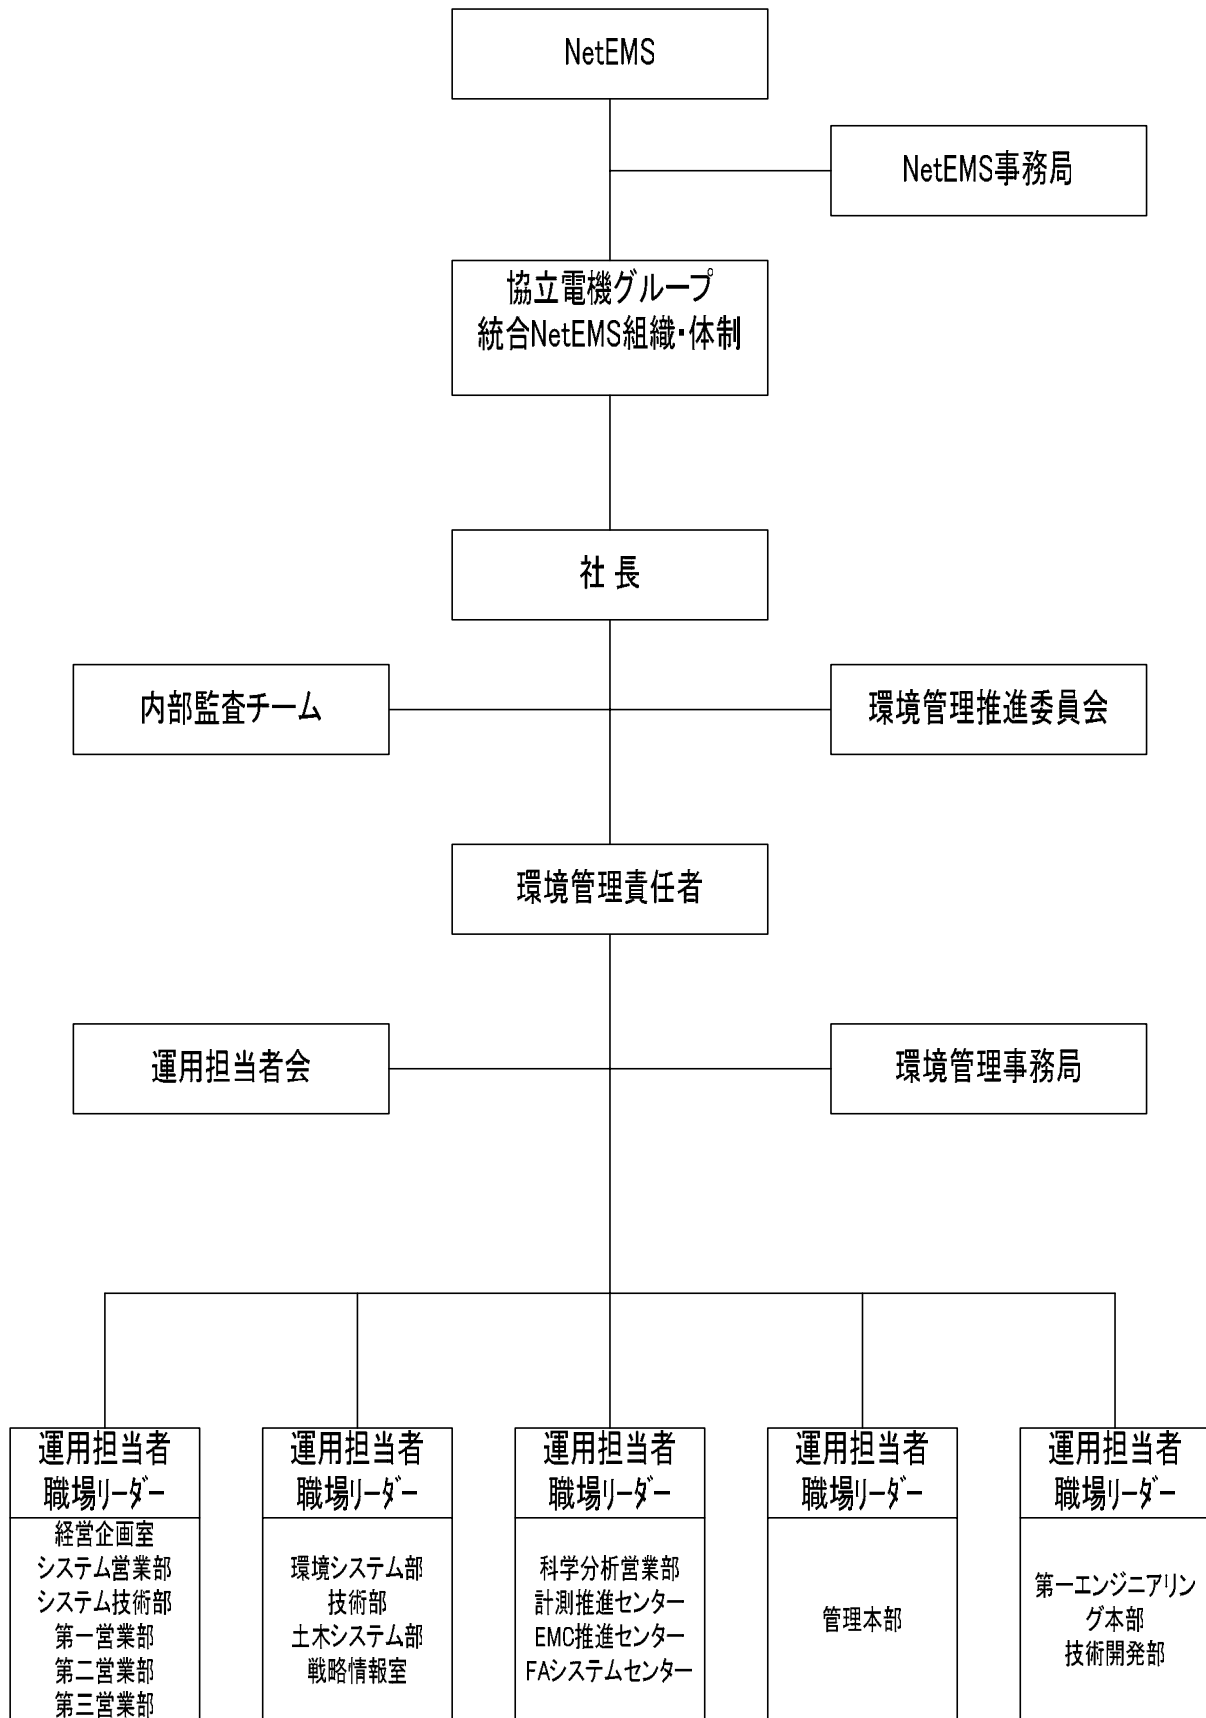 NetEMS
NetEMS事務局
協立電機グループ
統合NetEMS組織・体制
社 長
内部監査チーム
環境管理推進委員会
環境管理責任者
運用担当者会
環境管理事務局
運用担当者
職場リーダー
経営企画室
システム営業部
システム技術部
第一営業部
第二営業部
第三営業部
運用担当者
職場リーダー
環境システム部
技術部
土木システム部
戦略情報室
運用担当者
職場リーダー
科学分析営業部
計測推進センター
EMC推進センター
FAシステムセンター
運用担当者
職場リーダー
管理本部
運用担当者
職場リーダー
第一エンジニアリン
グ本部
技術開発部